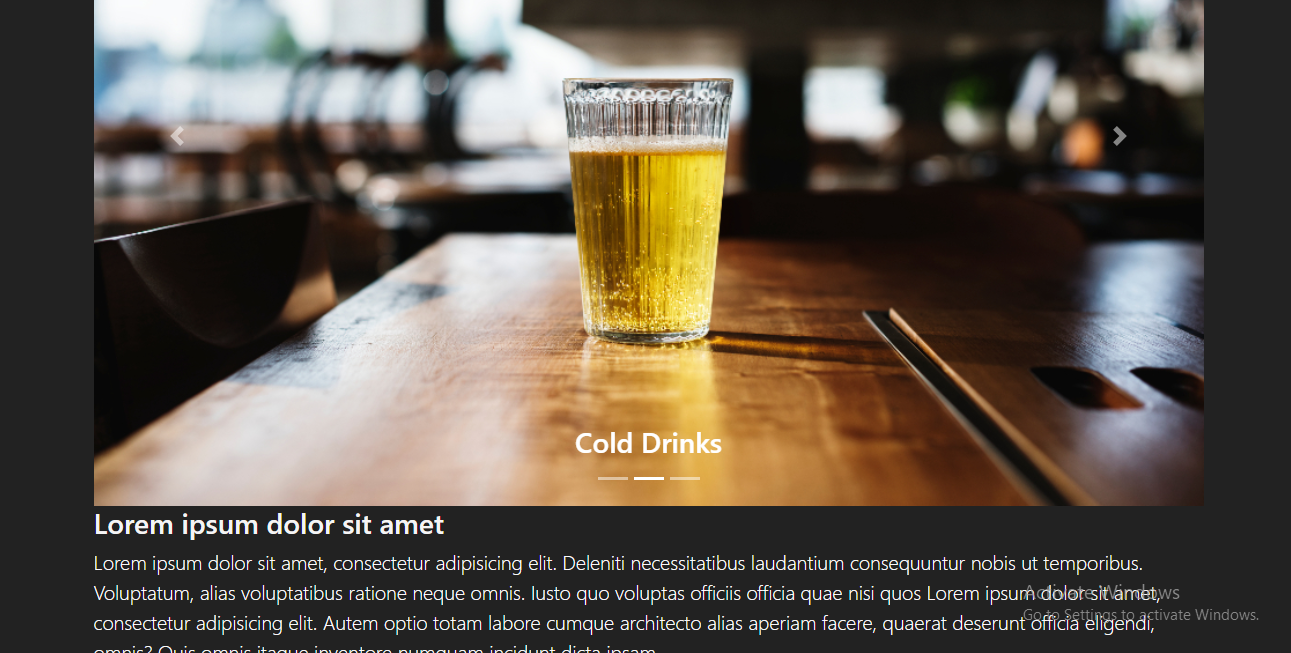 Cold Drinks
Lorem ipsum dolor sit amet
Lorem ipsum dolor sit amet, consectetur adipisicing elit. Deleniti necessitatibus laudantium consequuntur nobis ut temporibus.
Voluptatum, alias voluptatibus ratione neque omnis. Iusto quo voluptas officiis officia quae nisi quos Lorem ipsum dolor sit amet,
Activate Windows
consectetur adipisicing elit. Autem optio totam labore cumque architecto alias aperiam facere, quaerat deserunt officia eligendi,
Go to Settings to activate Windows.
omnis? Quis omnis itaque inventore numquam incidunt dicta ipsam